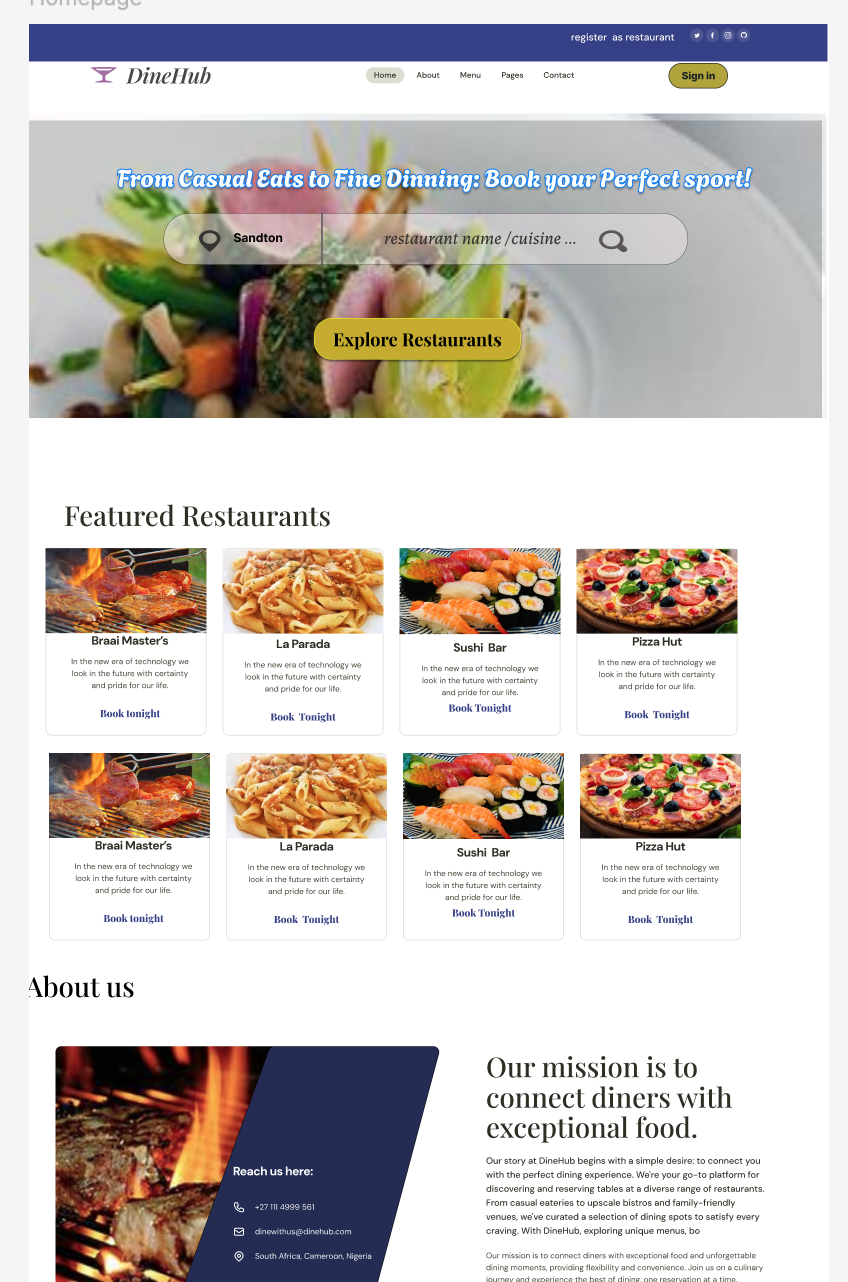 Homepage
register as restaurant
DineHub
Home About Menu Pages Contact
Sign in
From Casual Eats to Fine Dinning: Book your Perfect sport!
Sandton
restaurant name /cuisine ...
Explore Restaurants
Featured Restaurants
Braai Master's
In the new era of technology we
look in the future with certainty
and pride for our life.
Book tonight
La Parada
In the new era of technology we
look in the future with certainty
and pride for our life.
Book Tonight
Sushi Bar
In the new era of technology we
look in the future with certainty
and pride for our life.
Book Tonight
Pizza Hut
In the new era of technology we
look in the future with certainty
and pride for our life.
Book Tonight
Braai Master's
In the new era of technology we
look in the future with certainty
and pride for our life.
Book tonight
La Parada
In the new era of technology we
look in the future with certainty
and pride for our life.
Book Tonight
Sushi Bar
In the new era of technology we
look in the future with certainty
and pride for our life.
Book Tonight
Pizza Hut
In the new era of technology we
look in the future with certainty
and pride for our life.
Book Tonight
About us
Reach us here:
+27 111 4999 561
dinewithus@dinehub.com
South Africa, Cameroon, Nigeria
Our mission is to
connect diners with
exceptional food.
Our story at DineHub begins with a simple desire: to connect you
with the perfect dining experience. We're your go-to platform for
discovering and reserving tables at a diverse range of restaurants.
From casual eateries to upscale bistros and family-friendly
venues, we've curated a selection of dining spots to satisfy every
craving. With DineHub, exploring unique menus, bo
Our mission is to connect diners with exceptional food and unforgettable
dining moments, providing flexibility and convenience. Join us on a culinary
journey and experience the best of dining, one reservation at a time.